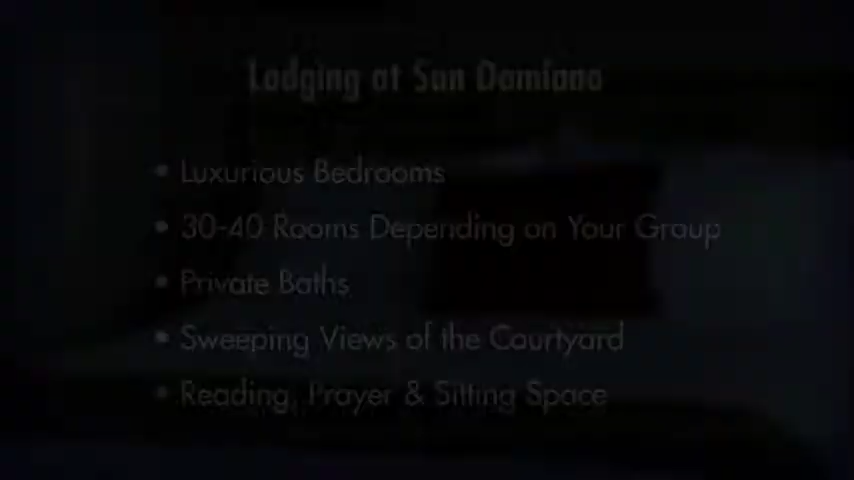 Lodging at San Damiano
• Luxurious Bedrooms
• 30-40 Rooms Depending on Your Group
• Private Baths
• Sweeping Views of the Courtyard
• Reading, Prayer & Sitting Space